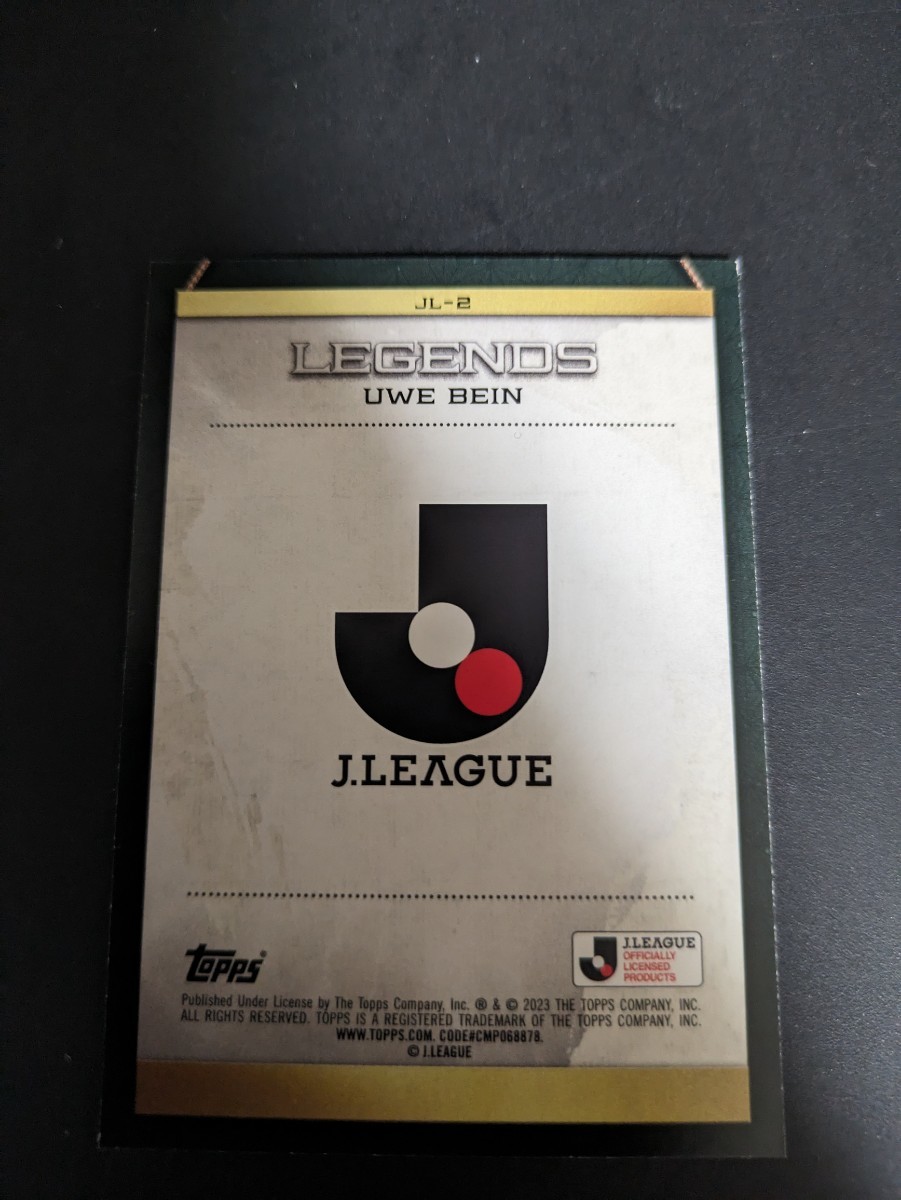 JL-2
LEGENDS
UWE BEIN
J.LEAGUE
topps®
J.LEAGUE
OFFICIALLY
LICENSED
PRODUCTS
Published Under License by The Topps Company, Inc. ® & © 2023 THE TOPPS COMPANY, INC.
ALL RIGHTS RESERVED. TOPPS IS A REGISTERED TRADEMARK OF THE TOPPS COMPANY, INC.
WWW.TOPPS.COM. CODE#CMP068878.
© J.LEAGUE